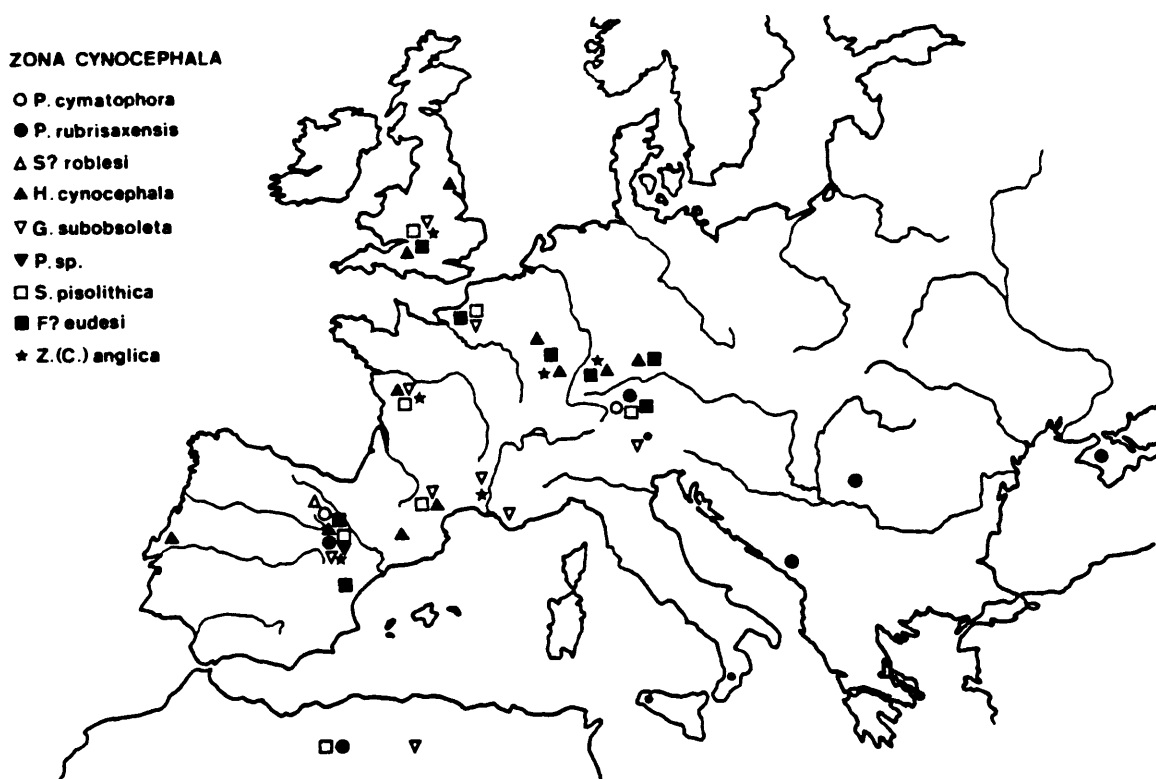 ZONA CYNOCEPHALA
P. cymatophora
P. rubrisaxensis
S? roblesi
H. cynocephala
G. subobsoleta
P. sp.
S. pisolithica
F? eudesi
Z.(C.) anglica